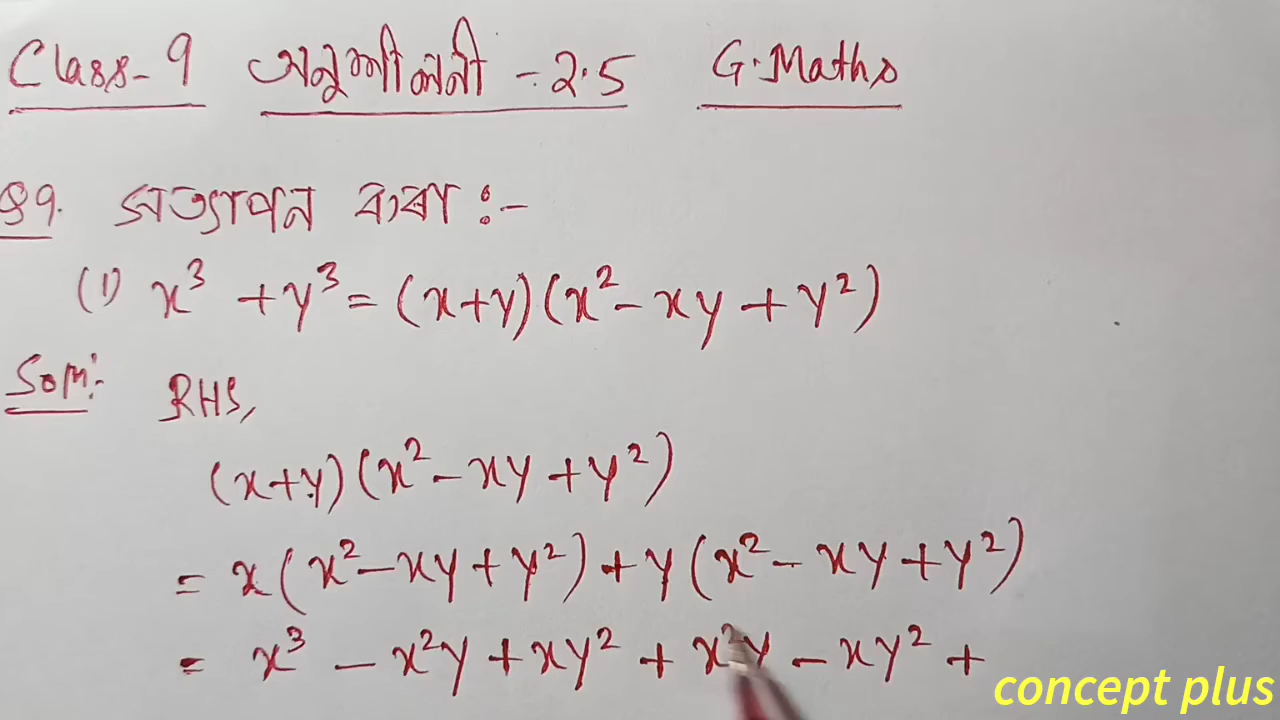 Class-9 অনুশীলনী -2.5 G.Maths
Q9. সত্যাপন কৰা :-
(1) x³ + y³ = (x+y)(x² - xy + y²)
Soln:- RHS,
(x+y)(x² - xy + y²)
= x(x² - xy + y²) + y(x² - xy + y²)
= x³ - x²y + xy² + x²y - xy² +
concept plus